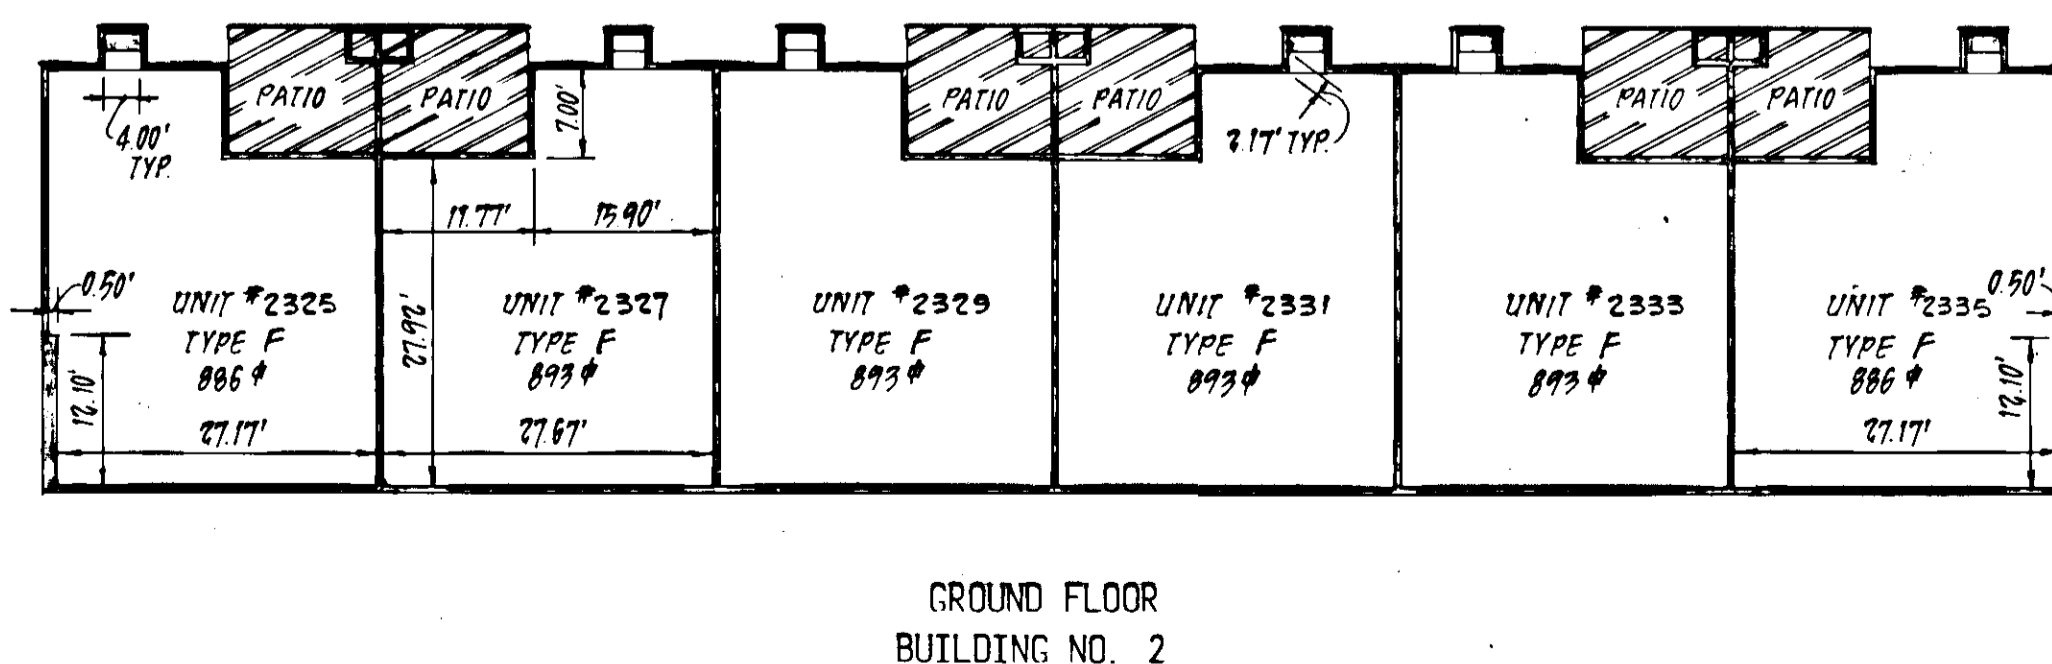 PATIO
PATIO
PATIO
PATIO
PATIO
PATIO
4.00'
TYP.
7.00'
2.17' TYP.
11.77'
15.90'
0.50'
UNIT #2325
TYPE F
886 ϕ
12.10'
27.17'
27.92'
UNIT #2327
TYPE F
893 ϕ
27.67'
UNIT #2329
TYPE F
893 ϕ
UNIT #2331
TYPE F
893 ϕ
UNIT #2333
TYPE F
893 ϕ
UNIT #2335
TYPE F
886 ϕ
0.50'
12.10'
27.17'
GROUND FLOOR
BUILDING NO. 2